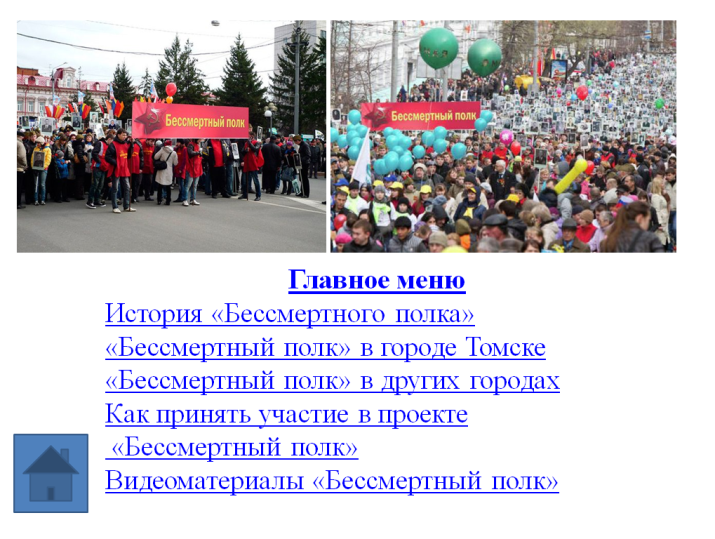 Бессмертный полк
Бессмертный полк
Главное меню
История «Бессмертного полка»
«Бессмертный полк» в городе Томске
«Бессмертный полк» в других городах
Как принять участие в проекте
«Бессмертный полк»
Видеоматериалы «Бессмертный полк»